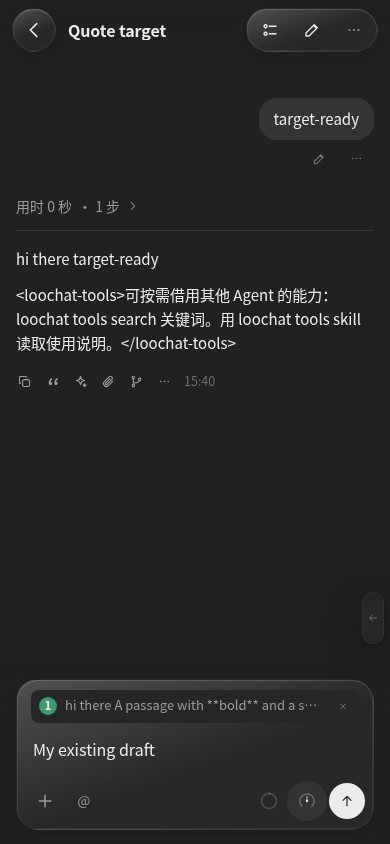 Quote target
target-ready
用时 0 秒 · 1 步
hi there target-ready
<loochat-tools>可按需借用其他 Agent 的能力：
loochat tools search 关键词。用 loochat tools skill
读取使用说明。</loochat-tools>
15:40
1 hi there A passage with **bold** and a s···
My existing draft
@